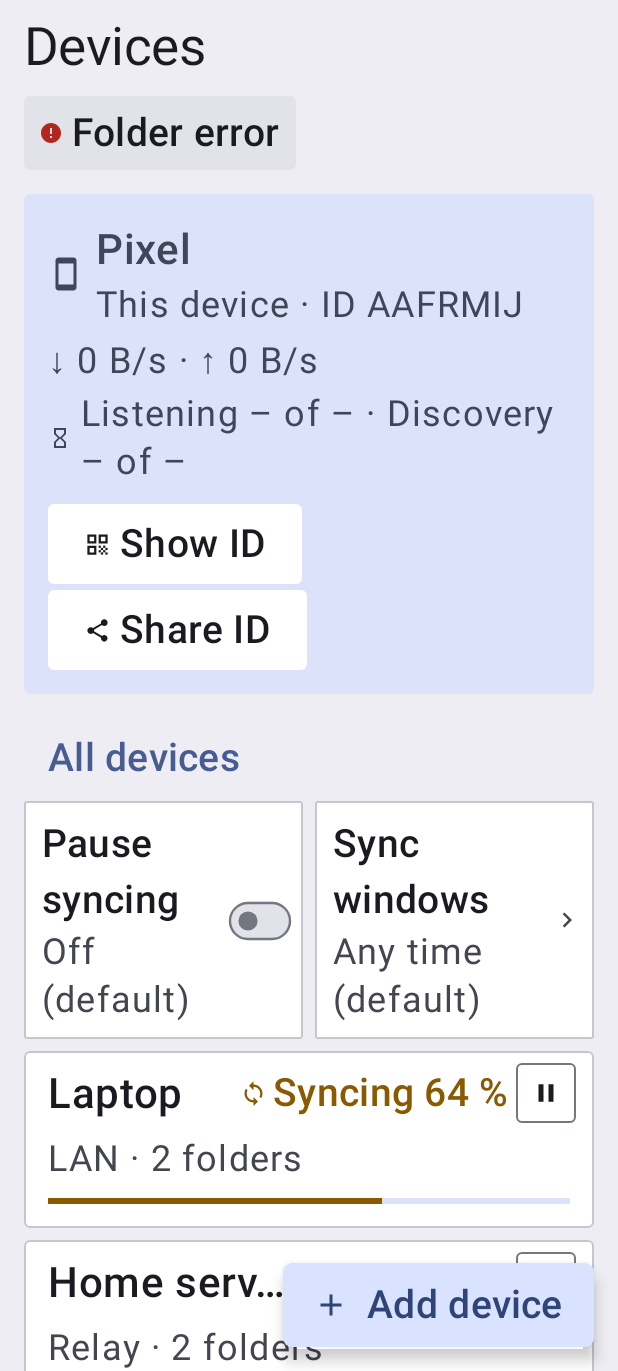 Devices
Folder error
Pixel
This device · ID AAFRMIJ
↓ 0 B/s · ↑ 0 B/s
Listening – of – · Discovery
– of –
Show ID
Share ID
All devices
Pause
syncing
Off
(default)
Sync
windows
Any time
(default)
Laptop
Syncing 64 %
LAN · 2 folders
Home serv…
Relay · 2 folders
+ Add device